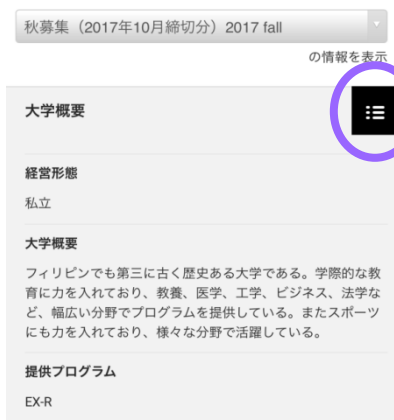 秋募集（2017年10月締切分）2017 fall
の情報を表示
大学概要
経営形態
私立
大学概要
フィリピンでも第三に古く歴史ある大学である。学際的な教
育に力を入れており、教養、医学、工学、ビジネス、法学な
ど、幅広い分野でプログラムを提供している。またスポーツ
にも力を入れており、様々な分野で活躍している。
提供プログラム
EX-R